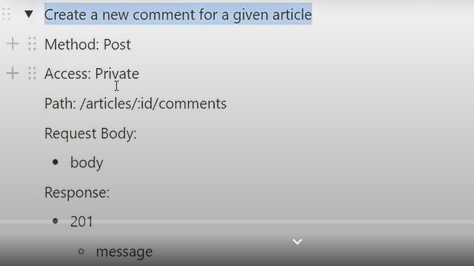 Create a new comment for a given article
Method: Post
Access: Private
Path: /articles/:id/comments
Request Body:
body
Response:
201
message